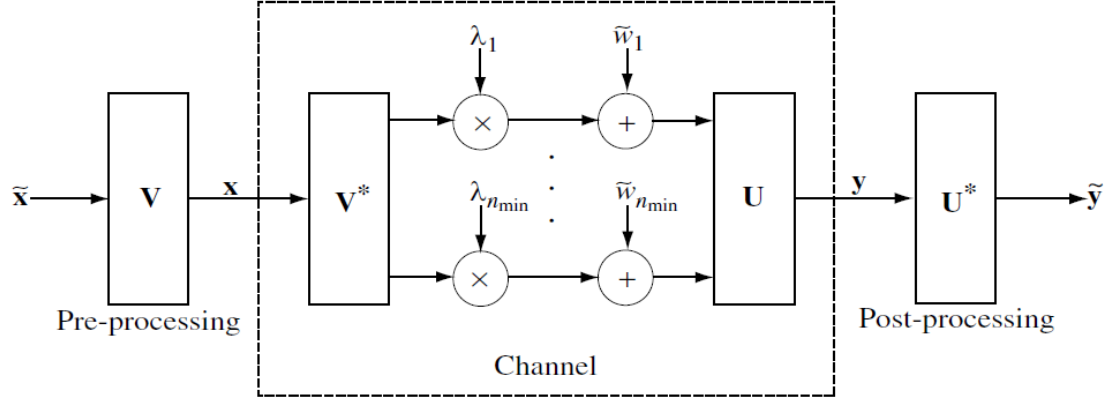 λ₁ w̃₁
× +
x̃ V x V* λₙₘᵢₙ w̃ₙₘᵢₙ U y U* ỹ
× +
Pre-processing Post-processing
Channel